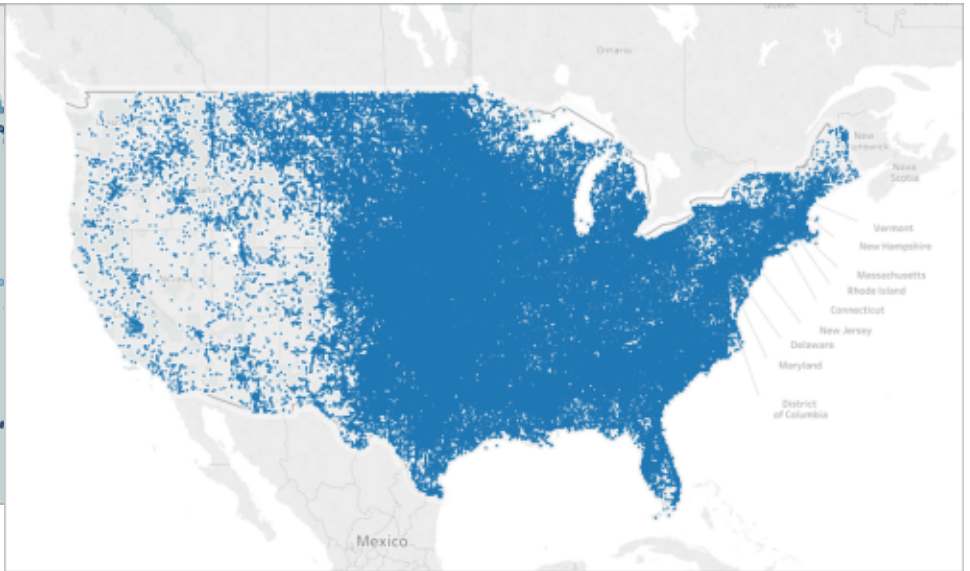 Ontario
New
Nova
Scotia
Vermont
New Hampshire
Massachusetts
Rhode Island
Connecticut
New Jersey
Delaware
Maryland
District
of Columbia
Mexico